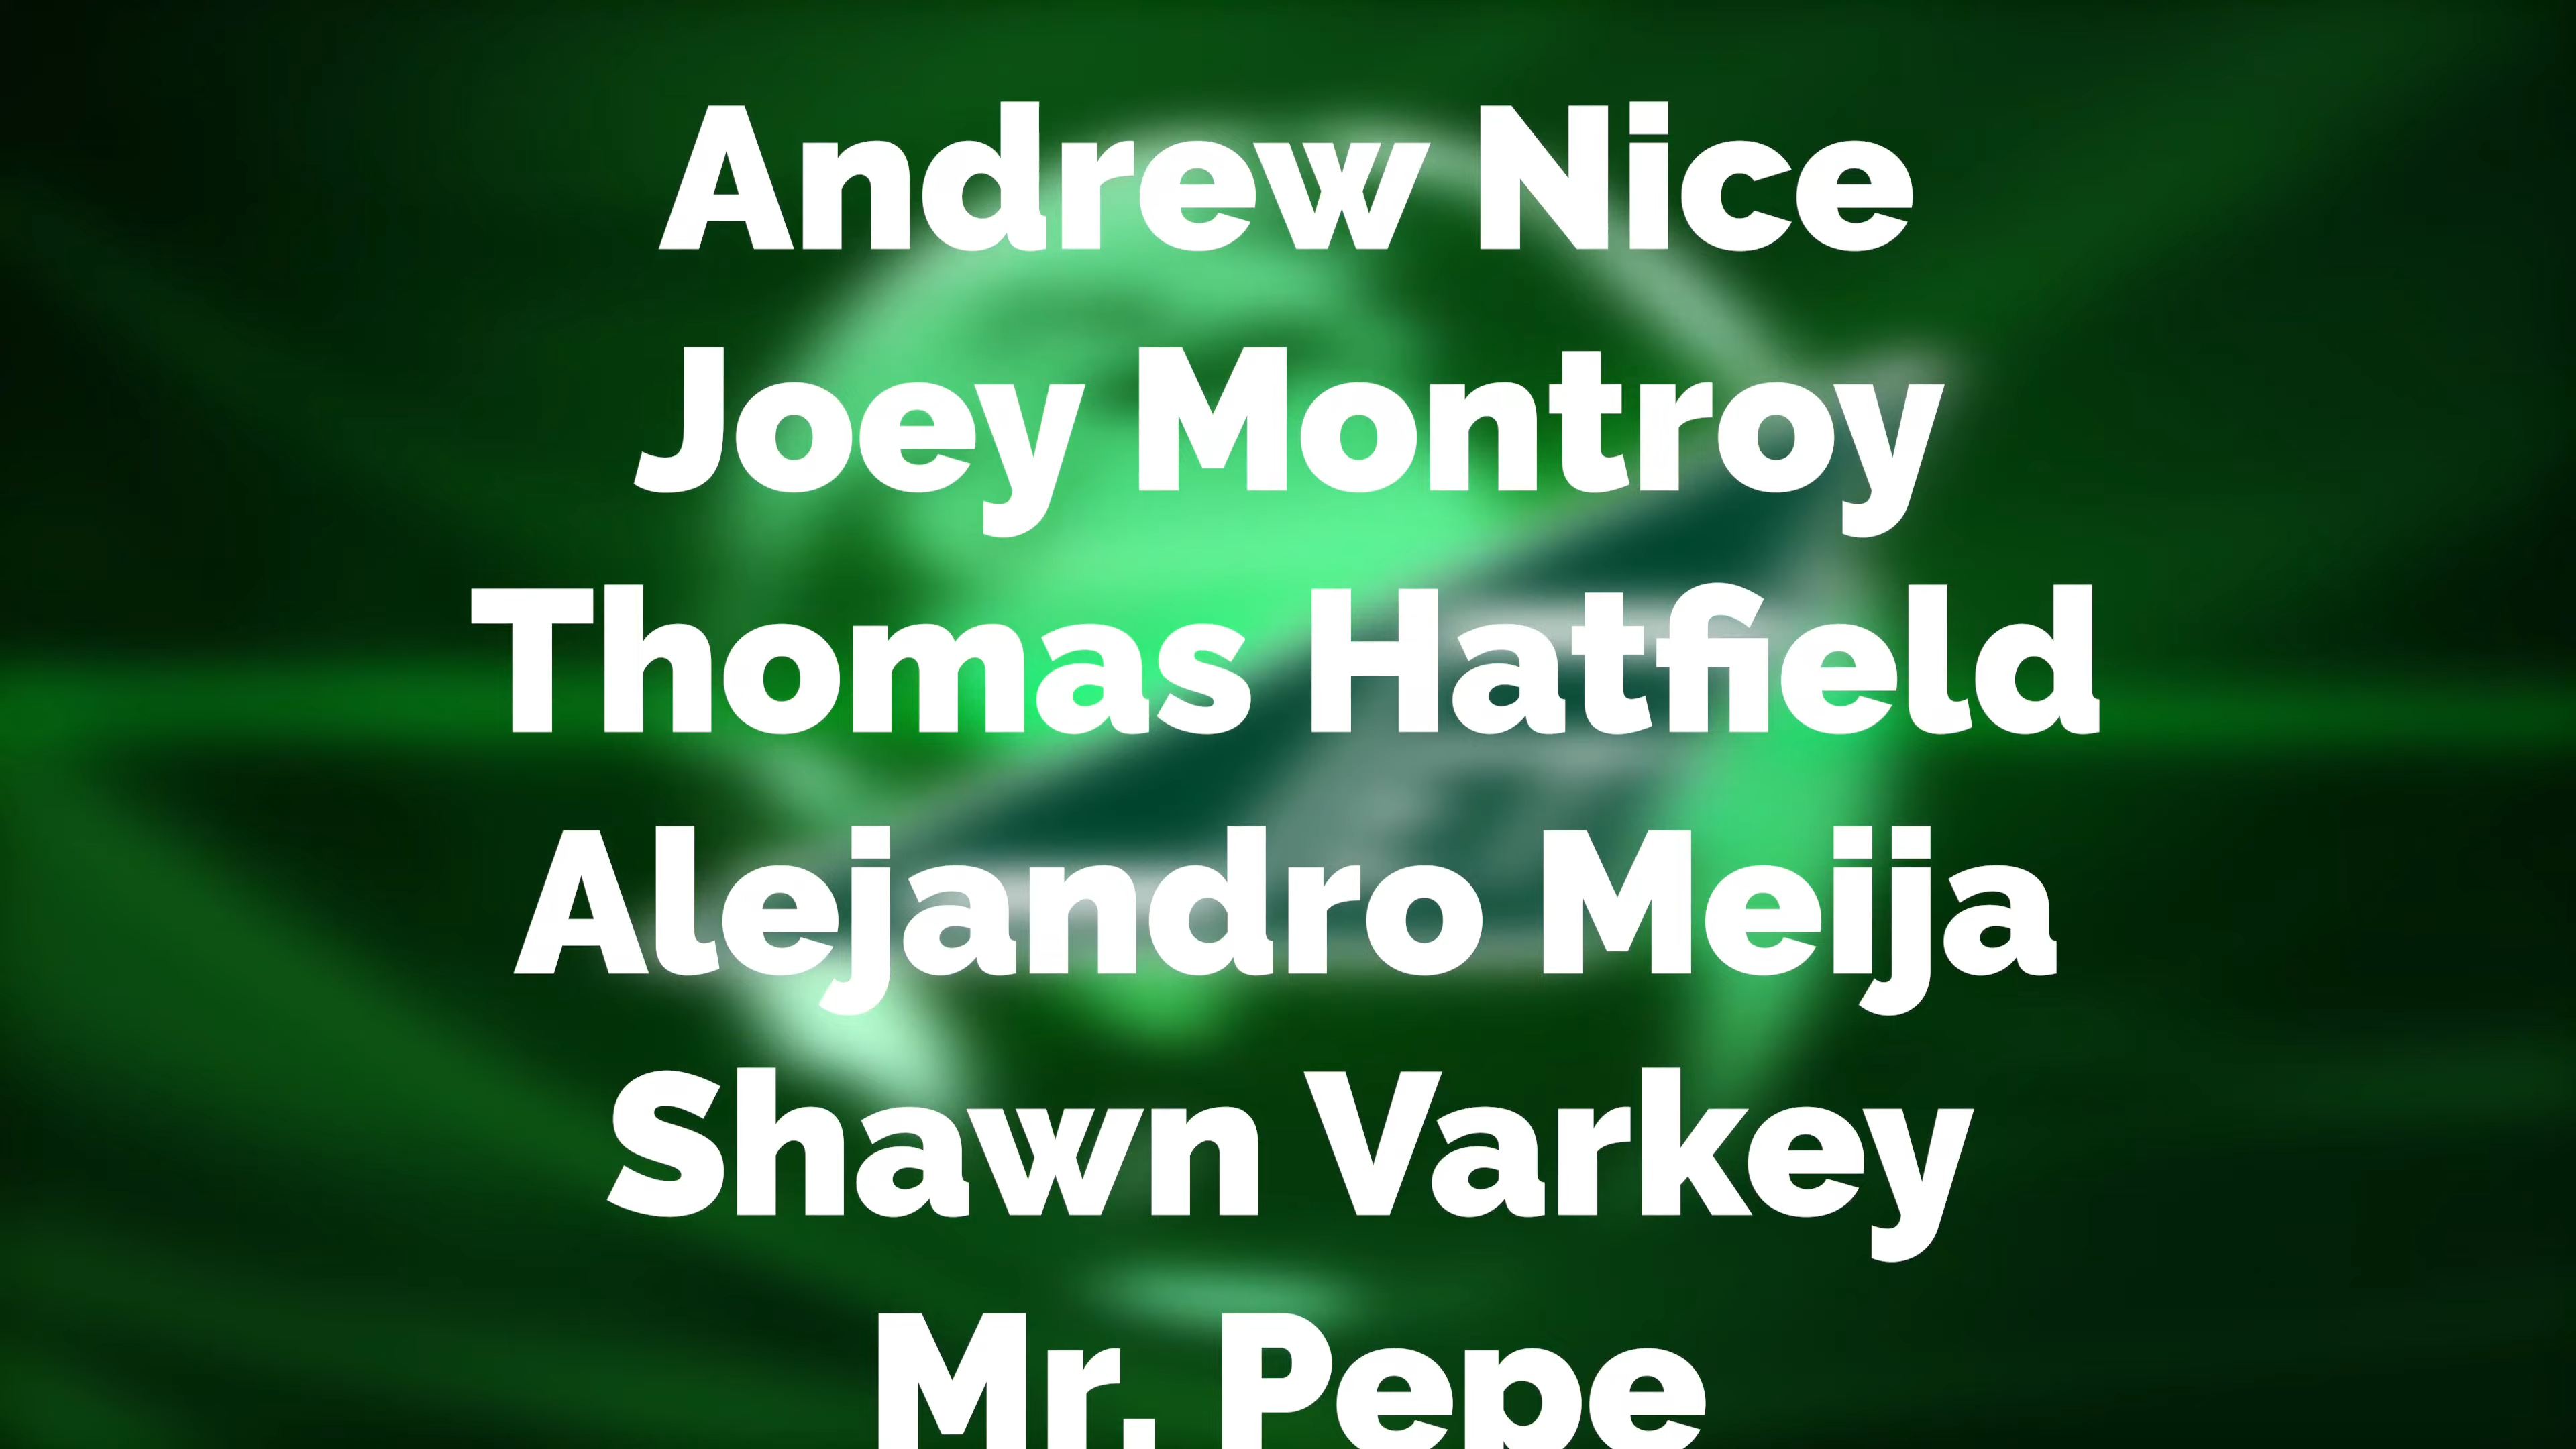 Andrew Nice
Joey Montroy
Thomas Hatfield
Alejandro Meija
Shawn Varkey
Mr. Pepe